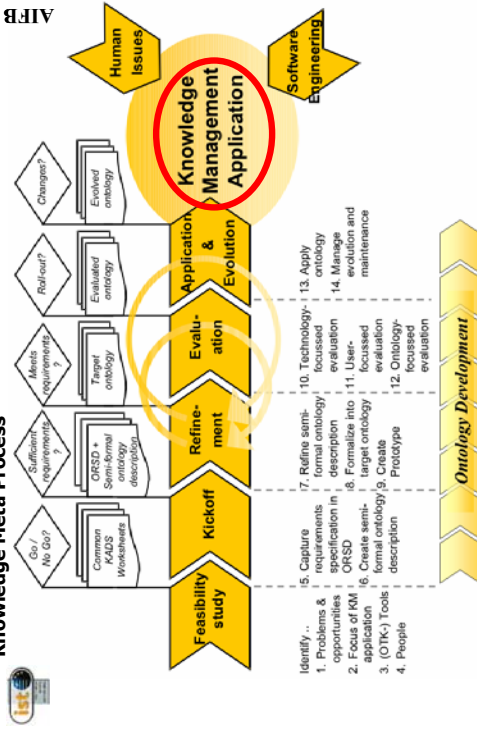 Knowledge Meta Process
AIFB
ist
Go /
No Go?
Sufficient
requirements
?
Meets
requirements
?
Roll-out?
Changes?
Common
KADS
Worksheets
ORSD +
Semi-formal
ontology
description
Target
ontology
Evaluated
ontology
Evolved
ontology
Human
Issues
Feasibility
study
Kickoff
Refine-
ment
Evalu-
ation
Application
&
Evolution
Knowledge
Management
Application
Software
Engineering
Identify ..
1. Problems &
opportunities
2. Focus of KM
application
3. (OTK-) Tools
4. People
5. Capture
requirements
specification in
ORSD
6. Create semi-
formal ontology
description
7. Refine semi-
formal ontology
description
8. Formalize into
target ontology
9. Create
Prototype
10. Technology-
focussed
evaluation
11. User-
focussed
evaluation
12. Ontology-
focussed
evaluation
13. Apply
ontology
14. Manage
evolution and
maintenance
Ontology Development